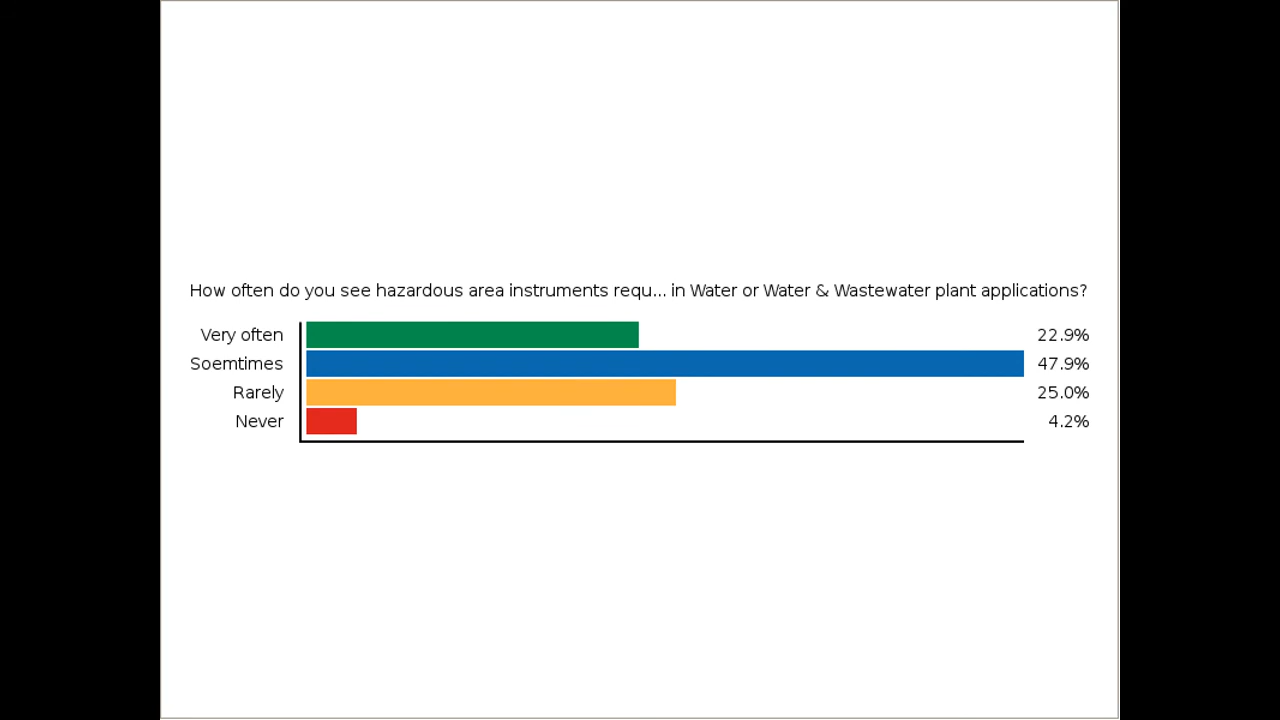 How often do you see hazardous area instruments requ... in Water or Water & Wastewater plant applications?
Very often 22.9%
Soemtimes 47.9%
Rarely 25.0%
Never 4.2%